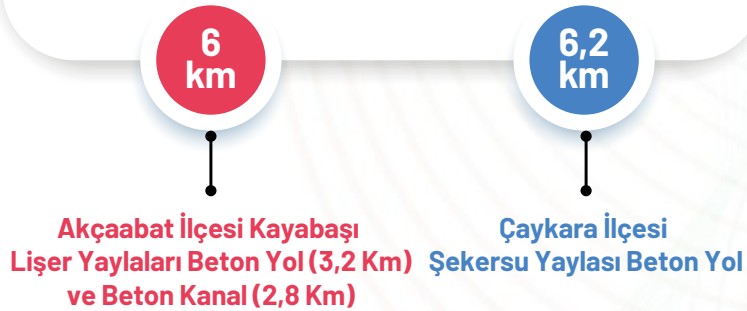 6
km
Akçaabat İlçesi Kayabaşı
Lişer Yaylaları Beton Yol (3,2 Km)
ve Beton Kanal (2,8 Km)
6,2
km
Çaykara İlçesi
Şekersu Yaylası Beton Yol